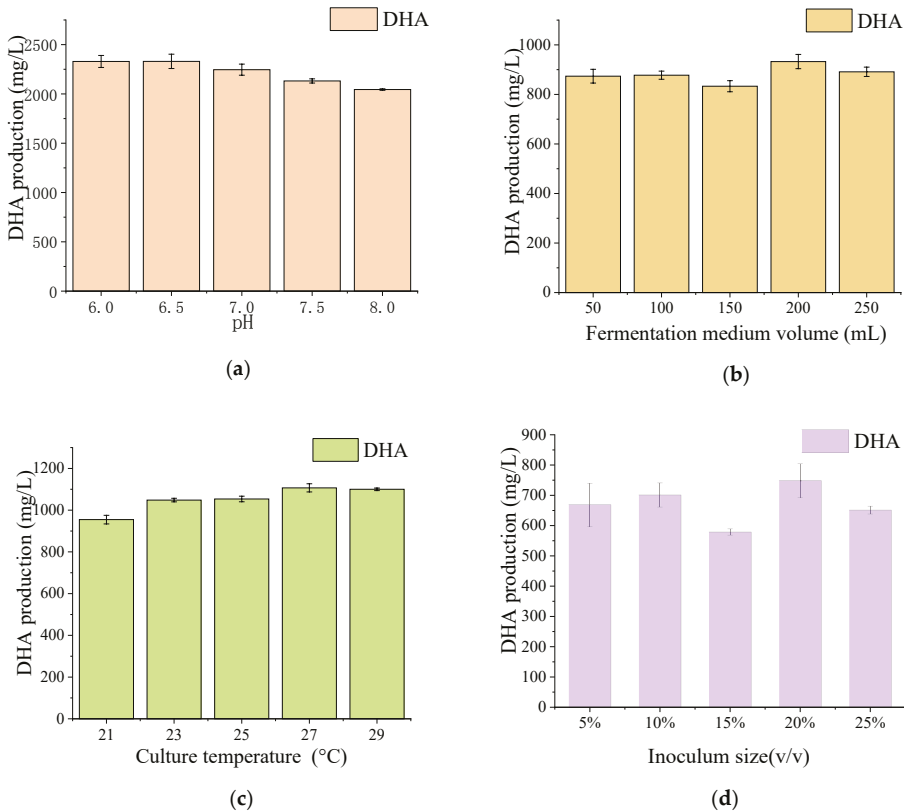 DHA
DHA production (mg/L)
2500
2000
1500
1000
500
0
6.0 6.5 7.0 7.5 8.0
pH
(a)
DHA
DHA production (mg/L)
1000
800
600
400
200
0
50 100 150 200 250
Fermentation medium volume (mL)
(b)
DHA
DHA production (mg/L)
1200
1000
800
600
400
200
0
21 23 25 27 29
Culture temperature (°C)
(c)
DHA
DHA production (mg/L)
900
800
700
600
500
400
300
200
100
0
5% 10% 15% 20% 25%
Inoculum size(v/v)
(d)